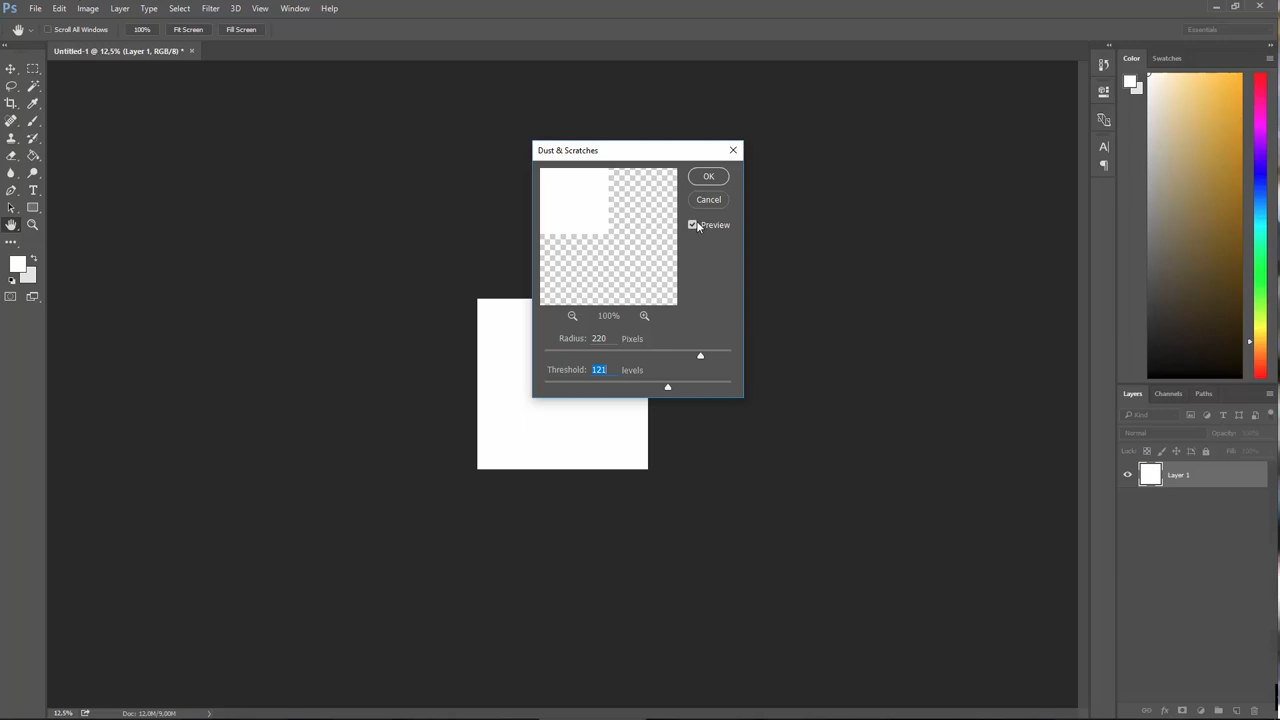 Ps File Edit Image Layer Type Select Filter 3D View Window Help
Scroll All Windows 100% Fit Screen Fill Screen Essentials
Untitled-1 @ 12,5% (Layer 1, RGB/8) *
Color Swatches
Dust & Scratches
OK
Cancel
Preview
100%
Radius: 220 Pixels
Threshold: 121 levels
Layers Channels Paths
Kind
Normal Opacity: 100%
Lock: Fill: 100%
Layer 1
12,5% Doc: 12,0M/9,00M